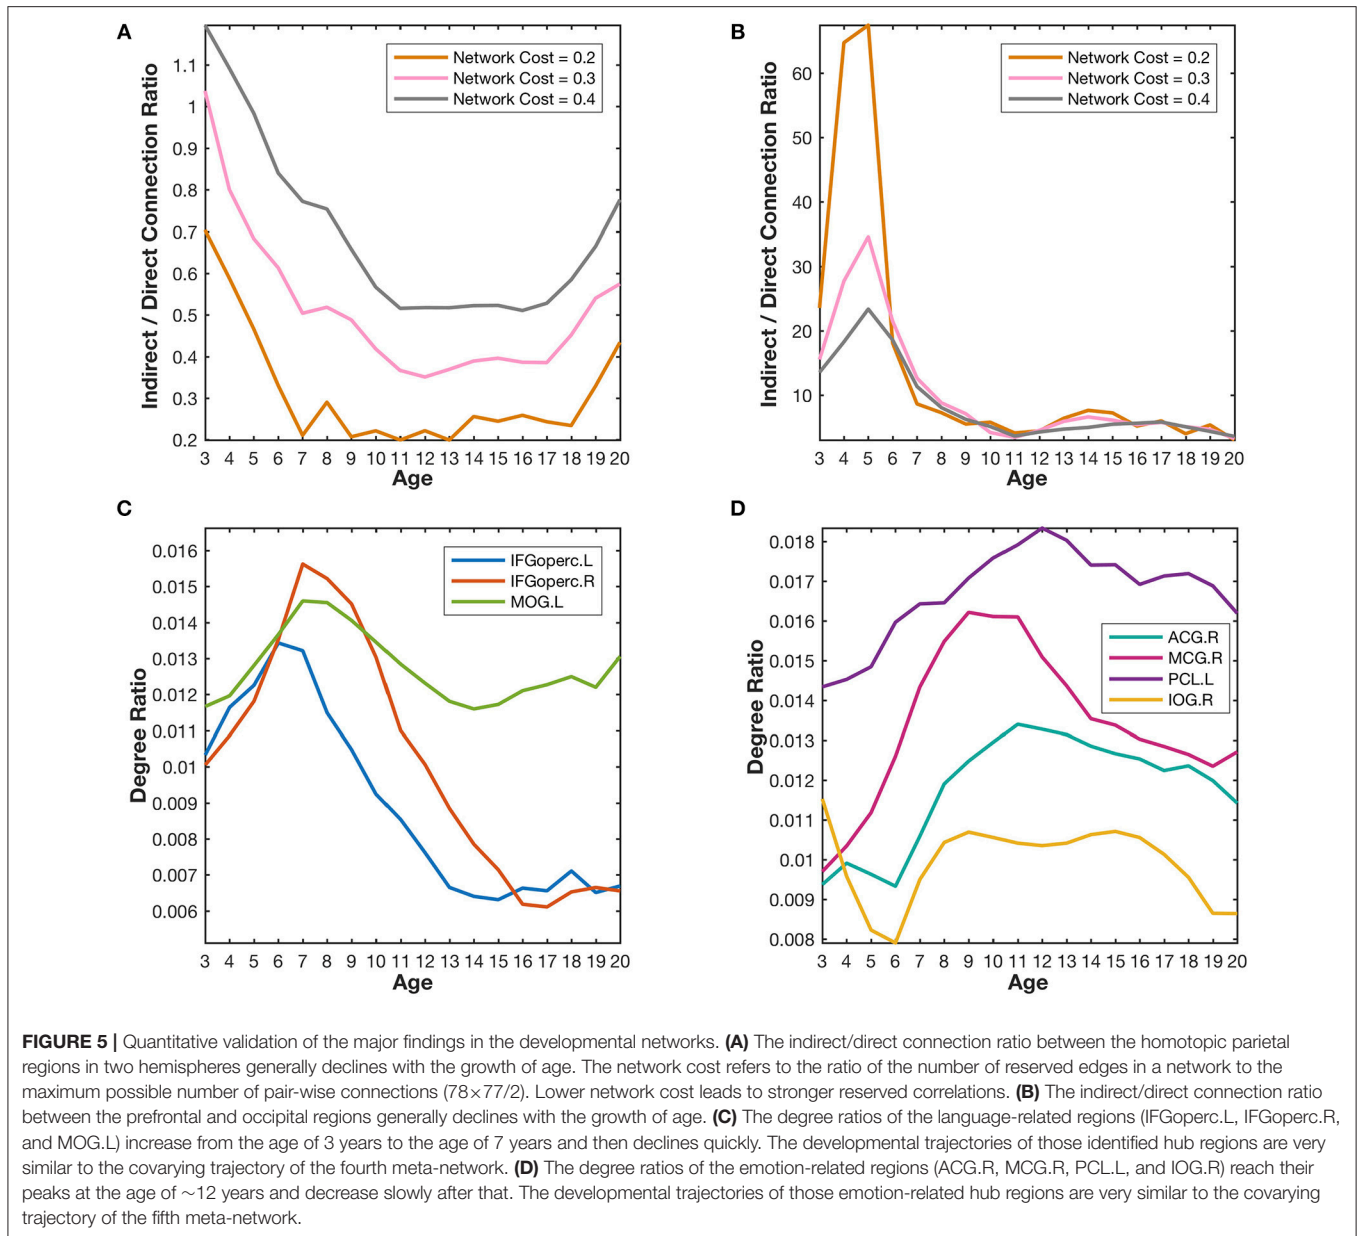 A
Indirect / Direct Connection Ratio
1.1
1
0.9
0.8
0.7
0.6
0.5
0.4
0.3
0.2
Network Cost = 0.2
Network Cost = 0.3
Network Cost = 0.4
3 4 5 6 7 8 9 10 11 12 13 14 15 16 17 18 19 20
Age
B
Indirect / Direct Connection Ratio
60
50
40
30
20
10
Network Cost = 0.2
Network Cost = 0.3
Network Cost = 0.4
3 4 5 6 7 8 9 10 11 12 13 14 15 16 17 18 19 20
Age
C
Degree Ratio
0.016
0.015
0.014
0.013
0.012
0.011
0.01
0.009
0.008
0.007
0.006
IFGoperc.L
IFGoperc.R
MOG.L
3 4 5 6 7 8 9 10 11 12 13 14 15 16 17 18 19 20
Age
D
Degree Ratio
0.018
0.017
0.016
0.015
0.014
0.013
0.012
0.011
0.01
0.009
0.008
ACG.R
MCG.R
PCL.L
IOG.R
3 4 5 6 7 8 9 10 11 12 13 14 15 16 17 18 19 20
Age
FIGURE 5 | Quantitative validation of the major findings in the developmental networks. (A) The indirect/direct connection ratio between the homotopic parietal
regions in two hemispheres generally declines with the growth of age. The network cost refers to the ratio of the number of reserved edges in a network to the
maximum possible number of pair-wise connections (78×77/2). Lower network cost leads to stronger reserved correlations. (B) The indirect/direct connection ratio
between the prefrontal and occipital regions generally declines with the growth of age. (C) The degree ratios of the language-related regions (IFGoperc.L, IFGoperc.R,
and MOG.L) increase from the age of 3 years to the age of 7 years and then declines quickly. The developmental trajectories of those identified hub regions are very
similar to the covarying trajectory of the fourth meta-network. (D) The degree ratios of the emotion-related regions (ACG.R, MCG.R, PCL.L, and IOG.R) reach their
peaks at the age of ∼12 years and decrease slowly after that. The developmental trajectories of those emotion-related hub regions are very similar to the covarying
trajectory of the fifth meta-network.